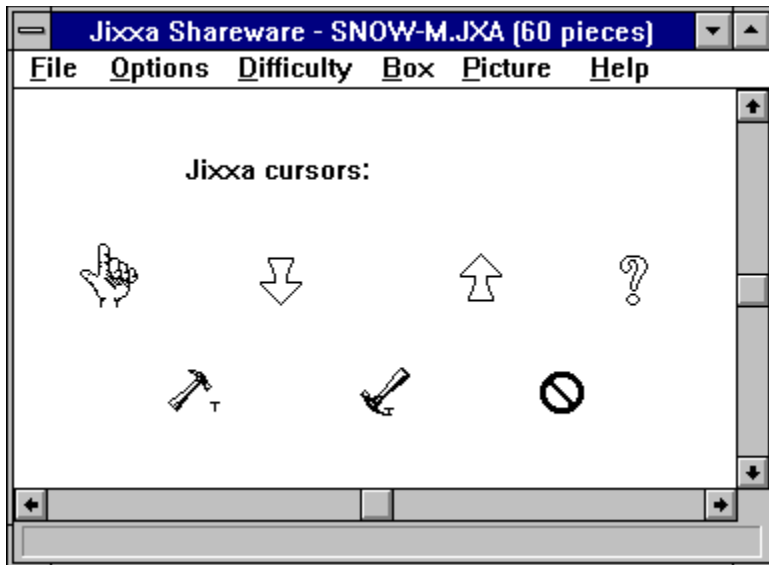 Jixxa Shareware - SNOW-M.JXA (60 pieces)
File Options Difficulty Box Picture Help
Jixxa cursors: